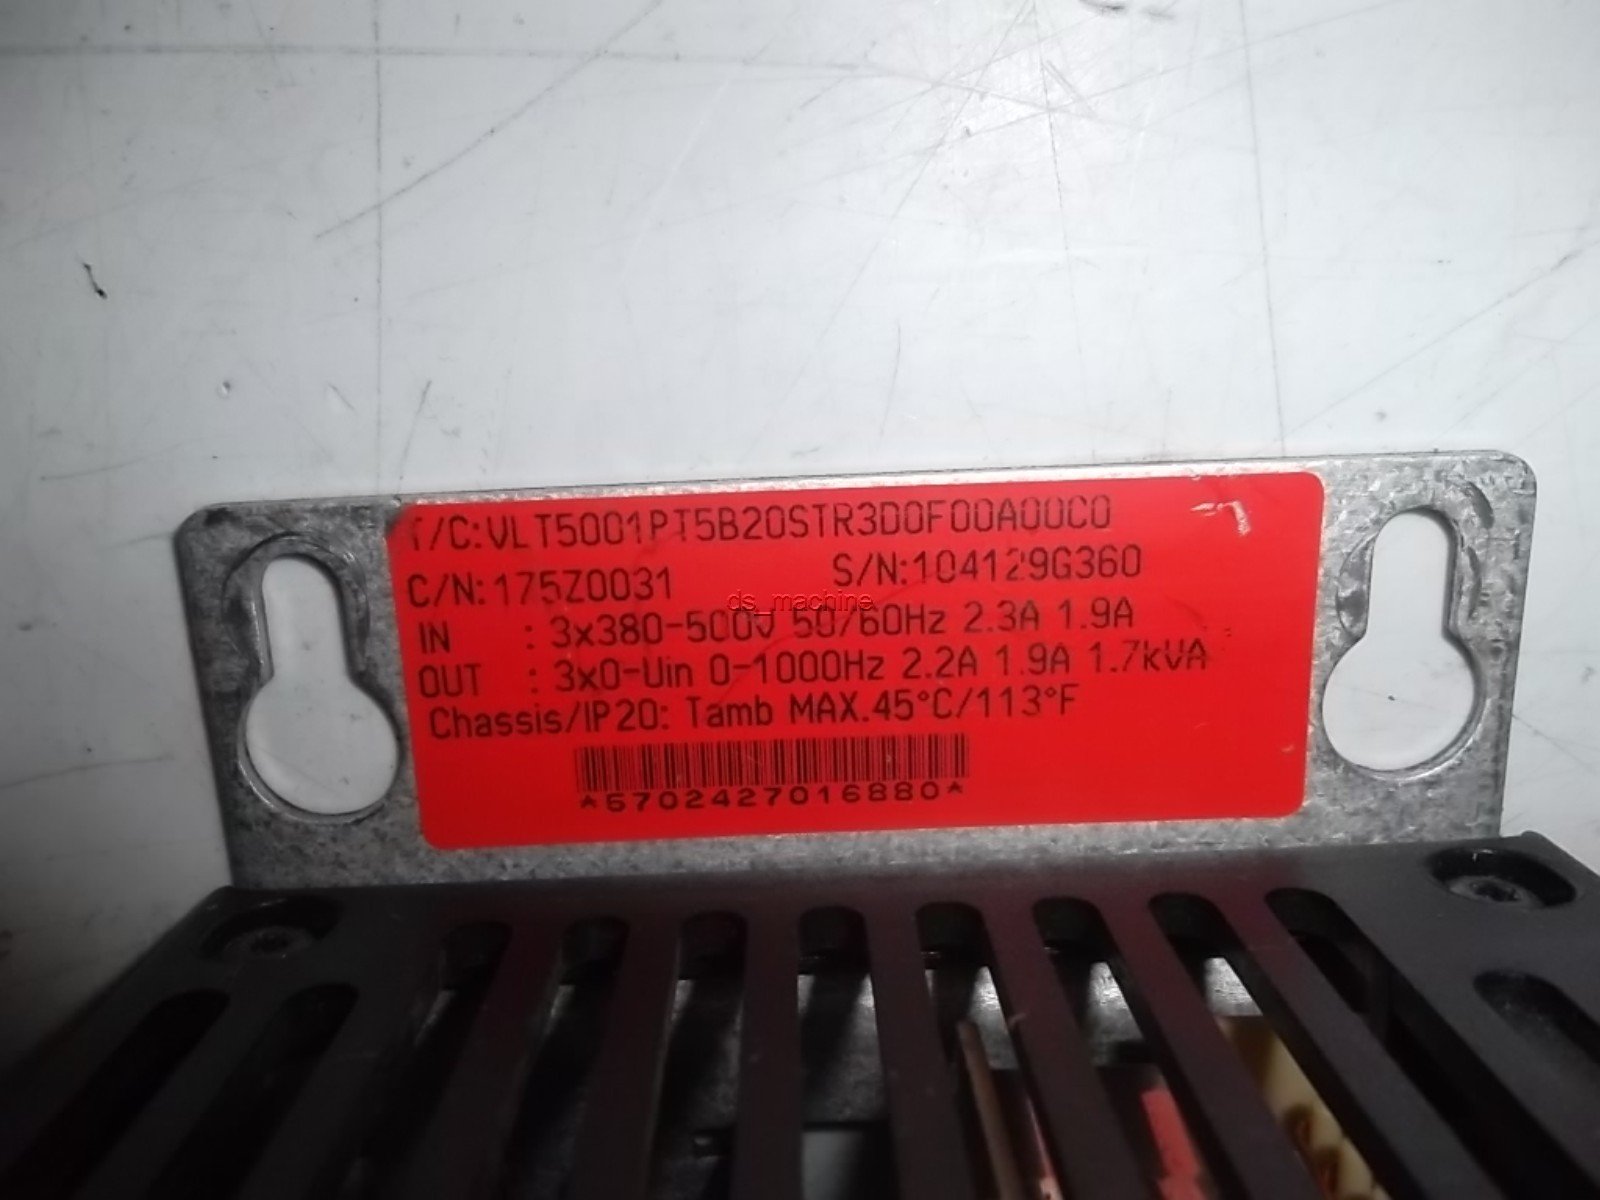 T/C:VLT5001PT5B20STR3D0F00A00C0
C/N:175Z0031 S/N:104129G360
ds_machine
IN : 3x380-500V 50/60Hz 2.3A 1.9A
OUT : 3x0-Uin 0-1000Hz 2.2A 1.9A 1.7kVA
Chassis/IP20: Tamb MAX.45°C/113°F
*5702427016880*